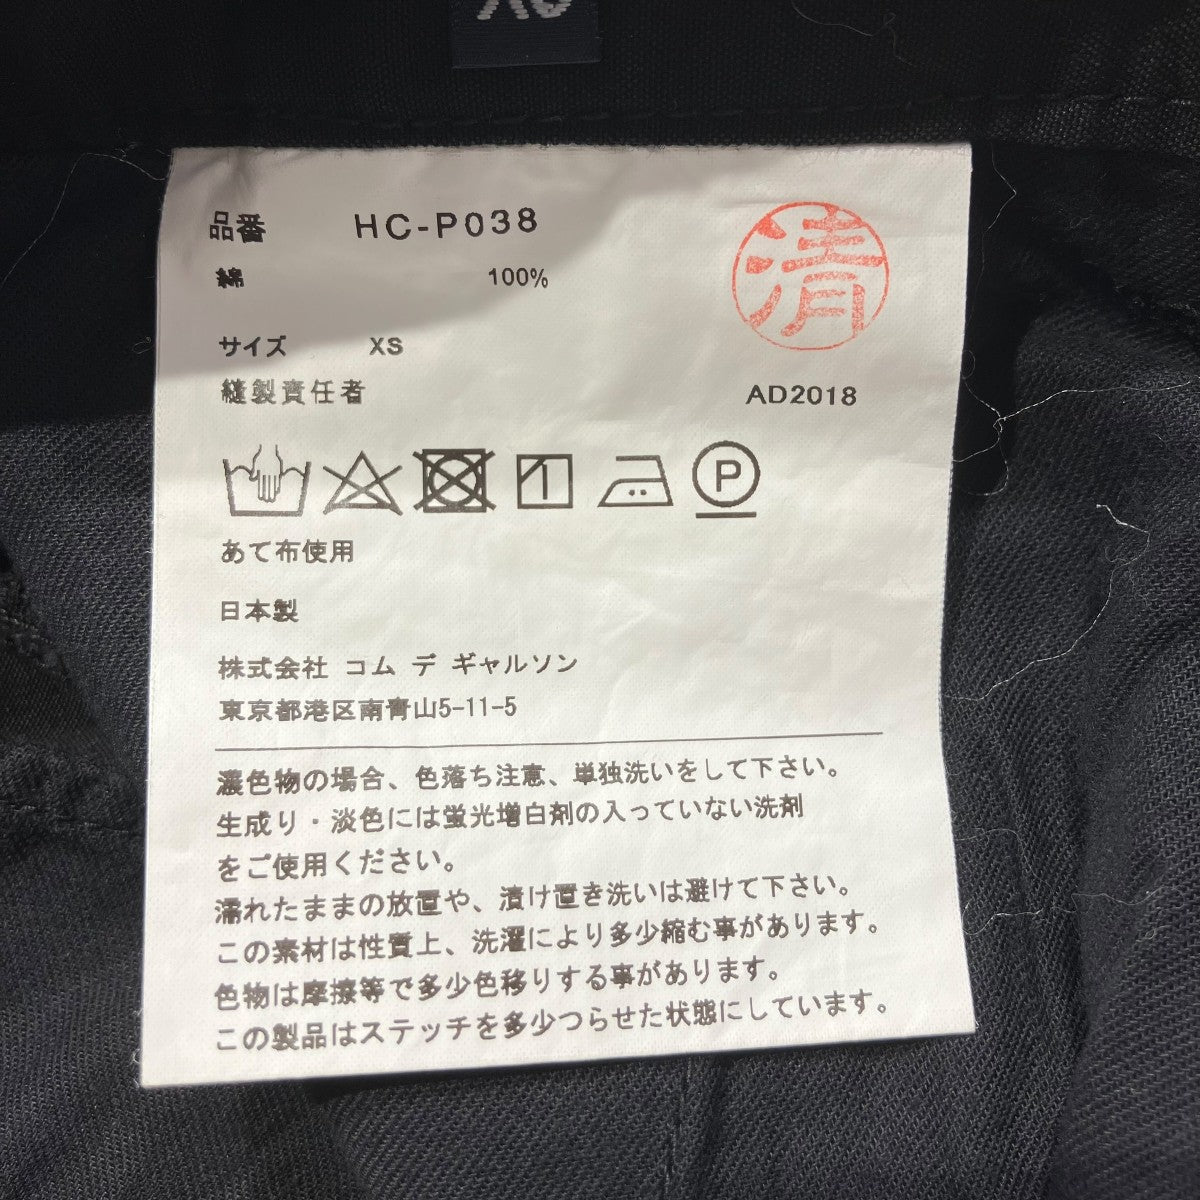 XS
品番 HC-P038
綿 100%
清
サイズ XS
縫製責任者
AD2018
P
あて布使用
日本製
株式会社 コム デ ギャルソン
東京都港区南青山5-11-5
濃色物の場合、色落ち注意、単独洗いをして下さい。
生成り・淡色には蛍光増白剤の入っていない洗剤
をご使用ください。
濡れたままの放置や、漬け置き洗いは避けて下さい。
この素材は性質上、洗濯により多少縮む事があります。
色物は摩擦等で多少色移りする事があります。
この製品はステッチを多少つらせた状態にしています。